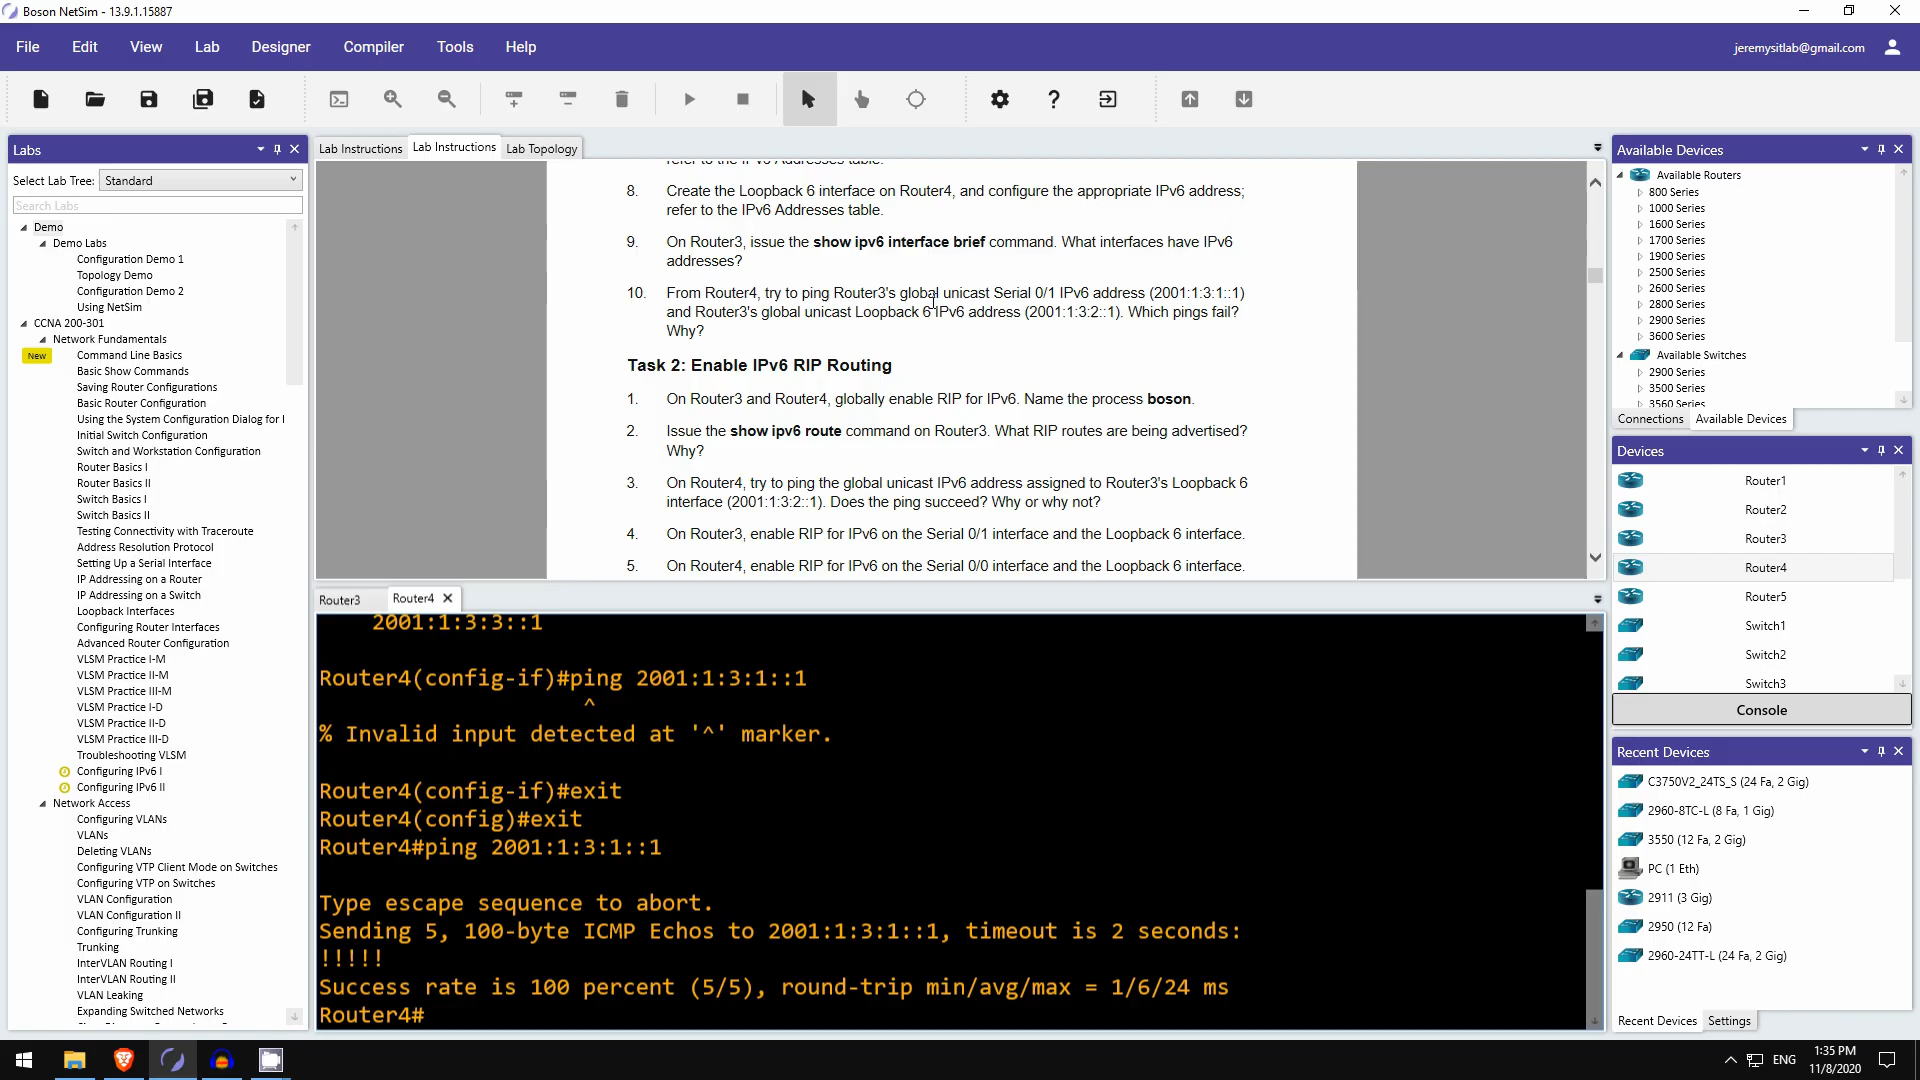 Boson NetSim - 13.9.1.15887
File Edit View Lab Designer Compiler Tools Help
jeremysitlab@gmail.com
Labs
Select Lab Tree: Standard
Search Labs
Demo
Demo Labs
Configuration Demo 1
Topology Demo
Configuration Demo 2
Using NetSim
CCNA 200-301
Network Fundamentals
New Command Line Basics
Basic Show Commands
Saving Router Configurations
Basic Router Configuration
Using the System Configuration Dialog for I
Initial Switch Configuration
Switch and Workstation Configuration
Router Basics I
Router Basics II
Switch Basics I
Switch Basics II
Testing Connectivity with Traceroute
Address Resolution Protocol
Setting Up a Serial Interface
IP Addressing on a Router
IP Addressing on a Switch
Loopback Interfaces
Configuring Router Interfaces
Advanced Router Configuration
VLSM Practice I-M
VLSM Practice II-M
VLSM Practice III-M
VLSM Practice I-D
VLSM Practice II-D
VLSM Practice III-D
Troubleshooting VLSM
Configuring IPv6 I
Configuring IPv6 II
Network Access
Configuring VLANs
VLANs
Deleting VLANs
Configuring VTP Client Mode on Switches
Configuring VTP on Switches
VLAN Configuration
VLAN Configuration II
Configuring Trunking
Trunking
InterVLAN Routing I
InterVLAN Routing II
VLAN Leaking
Expanding Switched Networks
Lab Instructions Lab Instructions Lab Topology
refer to the IPv6 Addresses table.
8. Create the Loopback 6 interface on Router4, and configure the appropriate IPv6 address;
refer to the IPv6 Addresses table.
9. On Router3, issue the show ipv6 interface brief command. What interfaces have IPv6
addresses?
10. From Router4, try to ping Router3's global unicast Serial 0/1 IPv6 address (2001:1:3:1::1)
and Router3's global unicast Loopback 6 IPv6 address (2001:1:3:2::1). Which pings fail?
Why?
Task 2: Enable IPv6 RIP Routing
1. On Router3 and Router4, globally enable RIP for IPv6. Name the process boson.
2. Issue the show ipv6 route command on Router3. What RIP routes are being advertised?
Why?
3. On Router4, try to ping the global unicast IPv6 address assigned to Router3's Loopback 6
interface (2001:1:3:2::1). Does the ping succeed? Why or why not?
4. On Router3, enable RIP for IPv6 on the Serial 0/1 interface and the Loopback 6 interface.
5. On Router4, enable RIP for IPv6 on the Serial 0/0 interface and the Loopback 6 interface.
Router3 Router4
2001:1:3:3::1
Router4(config-if)#ping 2001:1:3:1::1
^
% Invalid input detected at '^' marker.
Router4(config-if)#exit
Router4(config)#exit
Router4#ping 2001:1:3:1::1
Type escape sequence to abort.
Sending 5, 100-byte ICMP Echos to 2001:1:3:1::1, timeout is 2 seconds:
!!!!!
Success rate is 100 percent (5/5), round-trip min/avg/max = 1/6/24 ms
Router4#
Available Devices
Available Routers
800 Series
1000 Series
1600 Series
1700 Series
1900 Series
2500 Series
2600 Series
2800 Series
2900 Series
3600 Series
Available Switches
2900 Series
3500 Series
3560 Series
Connections Available Devices
Devices
Router1
Router2
Router3
Router4
Router5
Switch1
Switch2
Switch3
Console
Recent Devices
C3750V2_24TS_S (24 Fa, 2 Gig)
2960-8TC-L (8 Fa, 1 Gig)
3550 (12 Fa, 2 Gig)
PC (1 Eth)
2911 (3 Gig)
2950 (12 Fa)
2960-24TT-L (24 Fa, 2 Gig)
Recent Devices Settings
ENG
1:35 PM
11/8/2020